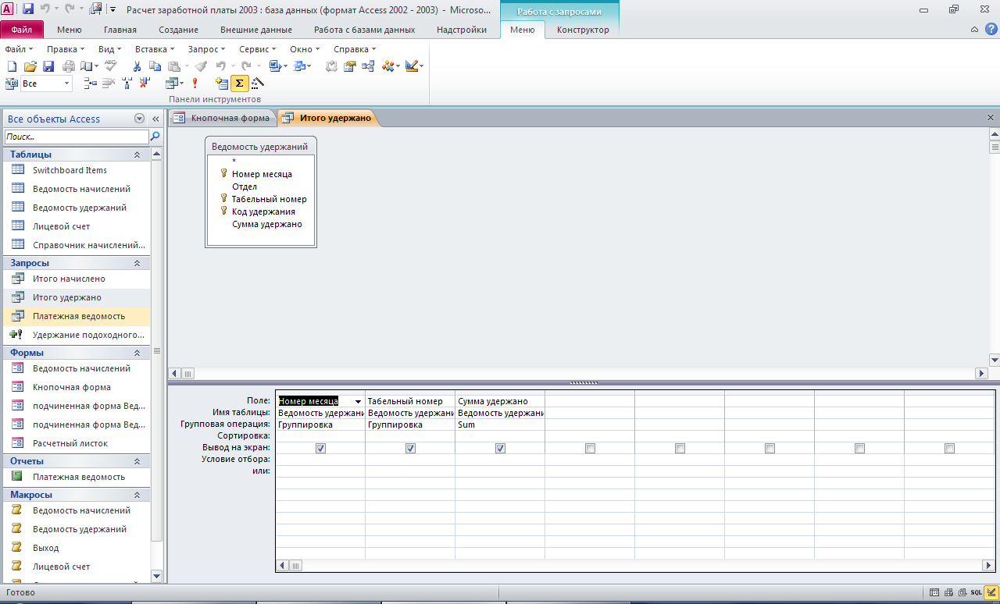 Расчет заработной платы 2003 : база данных (формат Access 2002 - 2003) - Microso...
Работа с запросами
Файл Меню Главная Создание Внешние данные Работа с базами данных Надстройки Меню Конструктор
Файл Правка Вид Вставка Запрос Сервис Окно Справка
Все
Панели инструментов
Все объекты Access
Поиск...
Таблицы
Switchboard Items
Ведомость начислений
Ведомость удержаний
Лицевой счет
Справочник начислений...
Запросы
Итого начислено
Итого удержано
Платежная ведомость
Удержание подоходного...
Формы
Ведомость начислений
Кнопочная форма
подчиненная форма Вед...
подчиненная форма Вед...
Расчетный листок
Отчеты
Платежная ведомость
Макросы
Ведомость начислений
Ведомость удержаний
Выход
Лицевой счет
Кнопочная форма Итого удержано
Ведомость удержаний
*
Номер месяца
Отдел
Табельный номер
Код удержания
Сумма удержано
Поле: Номер месяца Табельный номер Сумма удержано
Имя таблицы: Ведомость удержани Ведомость удержани Ведомость удержани
Групповая операция: Группировка Группировка Sum
Сортировка:
Вывод на экран:
Условие отбора:
или:
Готово
SQL